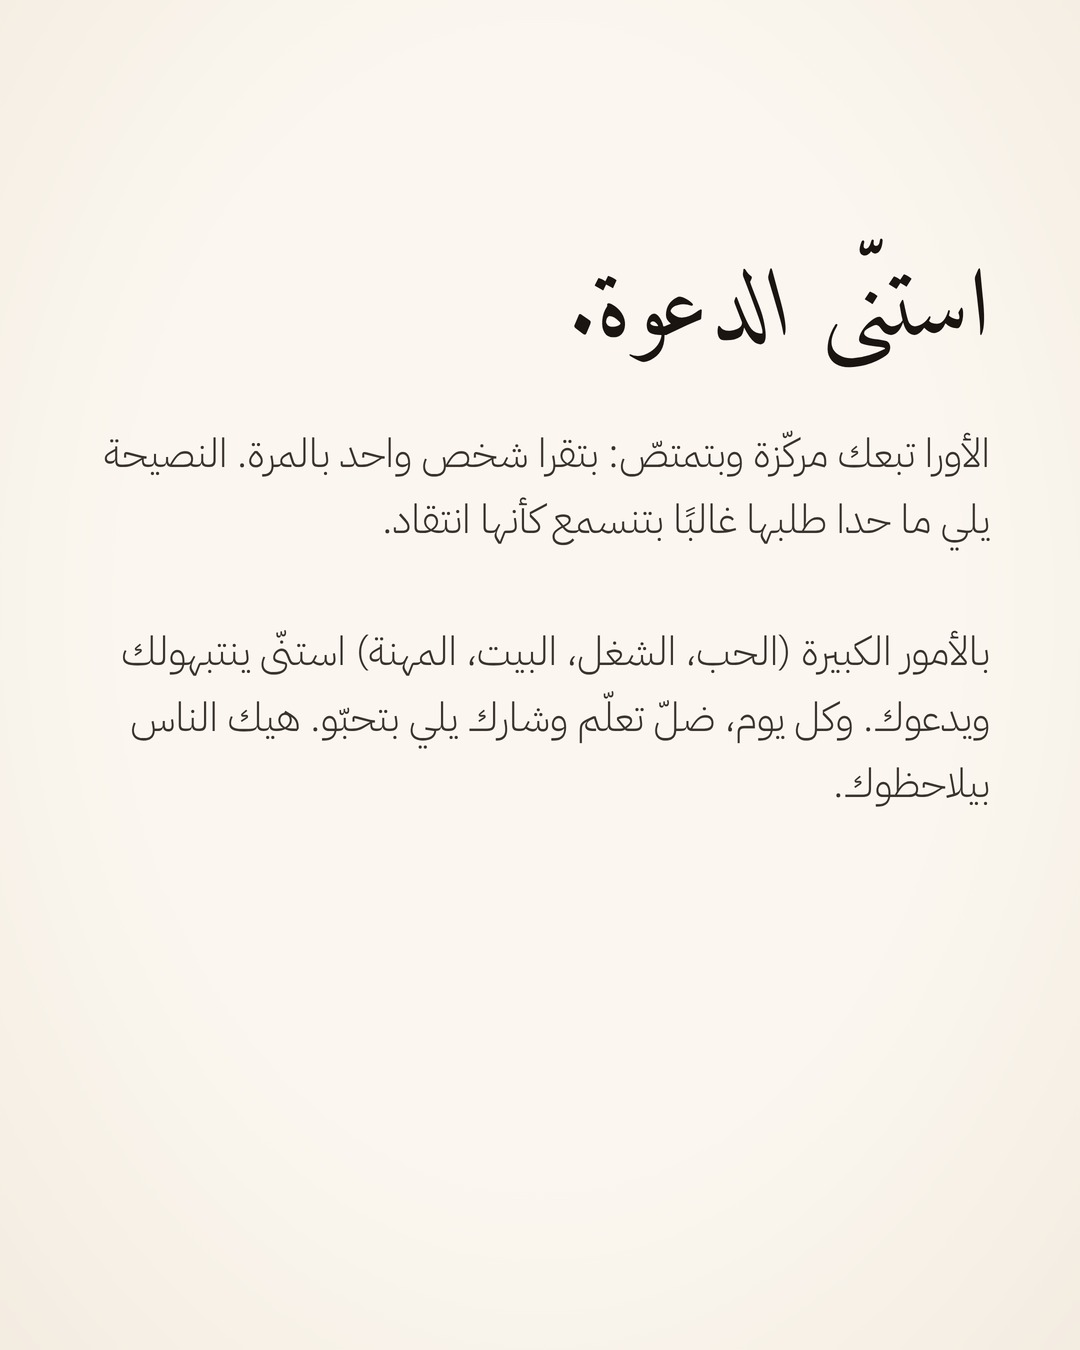 استنّى الدعوة.
الأورا تبعك مركّزة وبتمتصّ: بتقرا شخص واحد بالمرة. النصيحة
يلي ما حدا طلبها غالبًا بتنسمع كأنها انتقاد.
بالأمور الكبيرة (الحب، الشغل، البيت، المهنة) استنّى ينتبهولك
ويدعوك. وكل يوم، ضلّ تعلّم وشارك يلي بتحبّو. هيك الناس
بيلاحظوك.